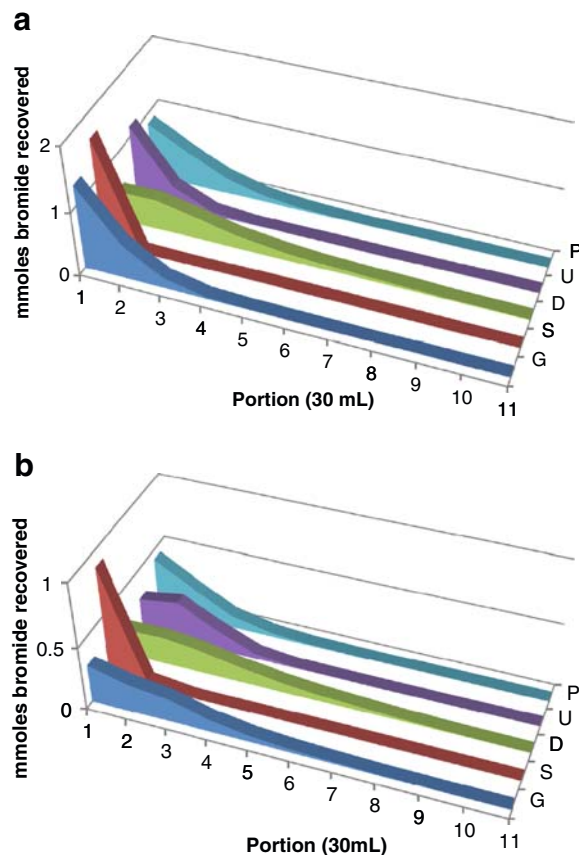 a
mmoles bromide recovered
2
1
0
1 2 3 4 5 6 7 8 9 10 11
P
U
D
S
G
Portion (30 mL)
b
mmoles bromide recovered
1
0.5
0
1 2 3 4 5 6 7 8 9 10 11
P
U
D
S
G
Portion (30mL)